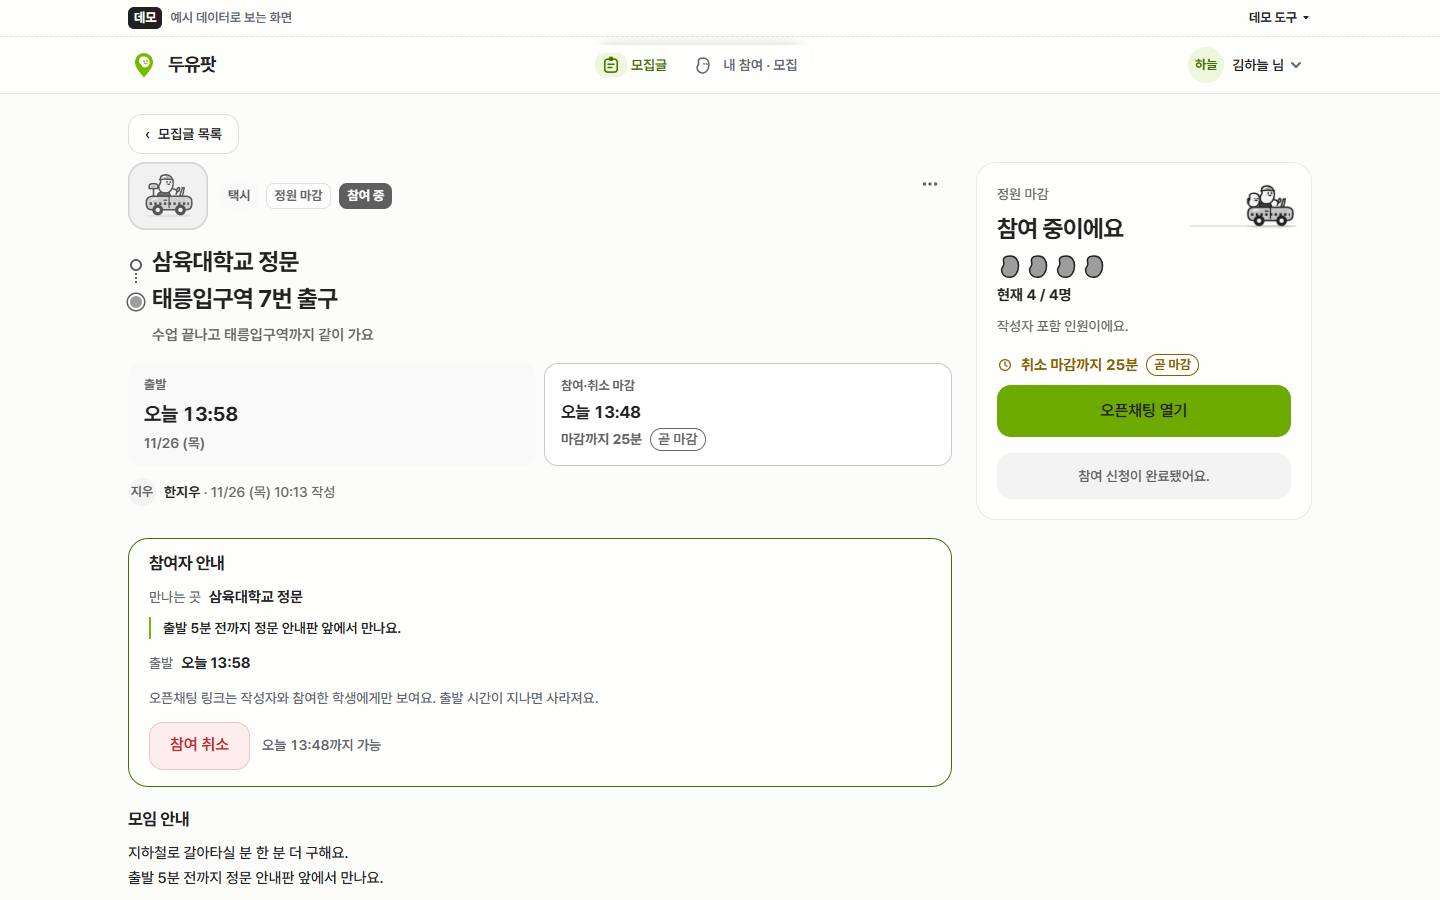 데모 예시 데이터로 보는 화면
데모 도구
두유팟
모집글
내 참여 · 모집
하늘 김하늘 님
‹ 모집글 목록
택시 정원 마감 참여 중
삼육대학교 정문
태릉입구역 7번 출구
수업 끝나고 태릉입구역까지 같이 가요
출발
오늘 13:58
11/26 (목)
참여·취소 마감
오늘 13:48
마감까지 25분 곧 마감
지우 한지우 · 11/26 (목) 10:13 작성
정원 마감
참여 중이에요
현재 4 / 4명
작성자 포함 인원이에요.
취소 마감까지 25분 곧 마감
오픈채팅 열기
참여 신청이 완료됐어요.
참여자 안내
만나는 곳 삼육대학교 정문
출발 5분 전까지 정문 안내판 앞에서 만나요.
출발 오늘 13:58
오픈채팅 링크는 작성자와 참여한 학생에게만 보여요. 출발 시간이 지나면 사라져요.
참여 취소 오늘 13:48까지 가능
모임 안내
지하철로 갈아타실 분 한 분 더 구해요.
출발 5분 전까지 정문 안내판 앞에서 만나요.